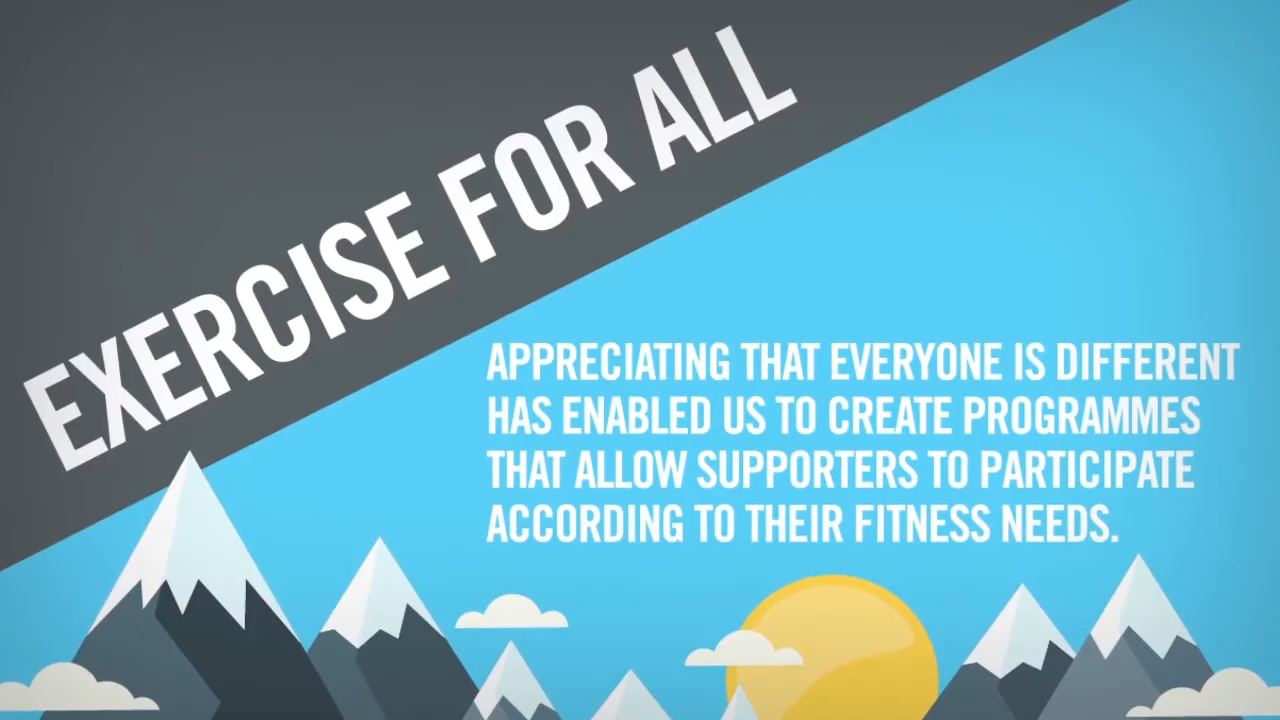 EXERCISE FOR ALL
APPRECIATING THAT EVERYONE IS DIFFERENT
HAS ENABLED US TO CREATE PROGRAMMES
THAT ALLOW SUPPORTERS TO PARTICIPATE
ACCORDING TO THEIR FITNESS NEEDS.